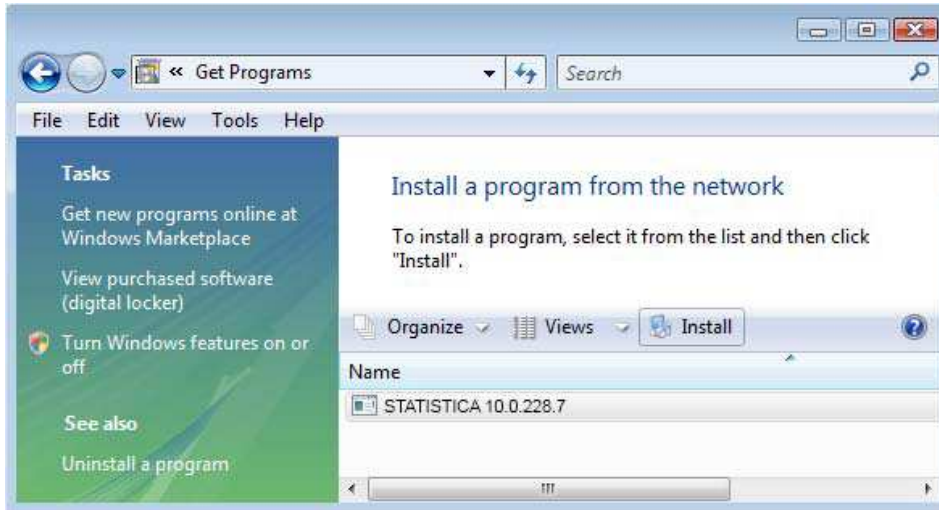 « Get Programs
Search
File Edit View Tools Help
Tasks
Get new programs online at
Windows Marketplace
View purchased software
(digital locker)
Turn Windows features on or
off
See also
Uninstall a program
Install a program from the network
To install a program, select it from the list and then click
"Install".
Organize Views Install
Name
STATISTICA 10.0.228.7